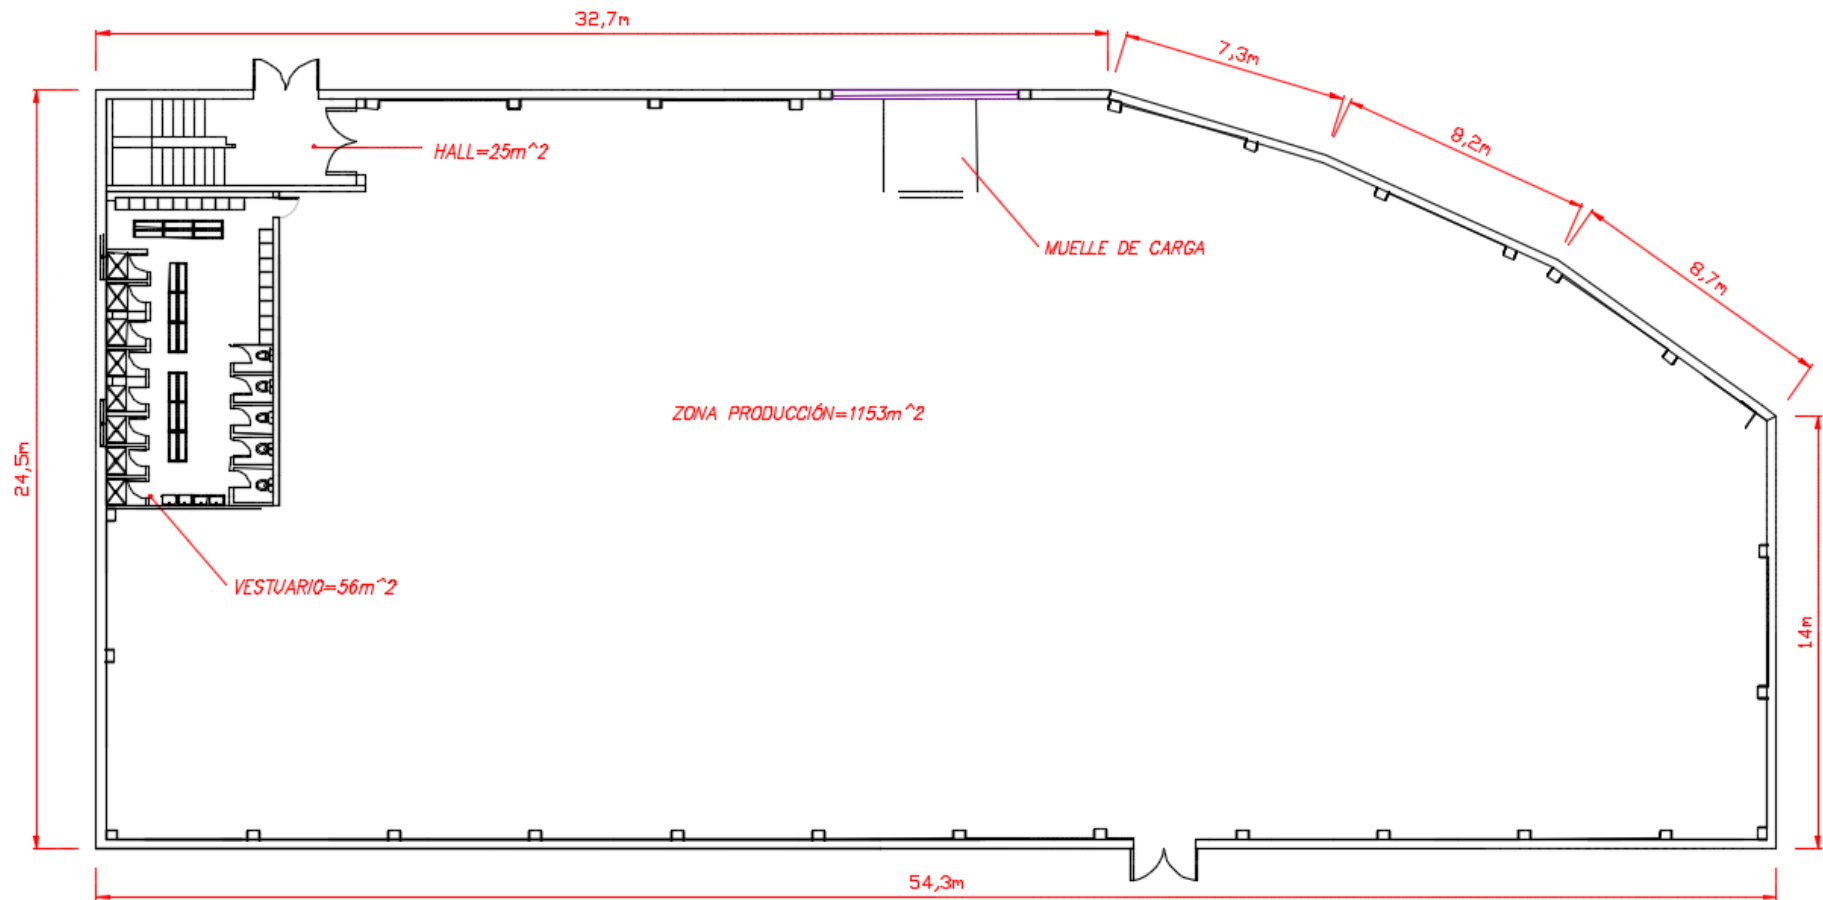 32,7m
7,3m
8,2m
8,7m
HALL=25m^2
MUELLE DE CARGA
ZONA PRODUCCIÓN=1153m^2
24,5m
VESTUARIO=56m^2
14m
54,3m